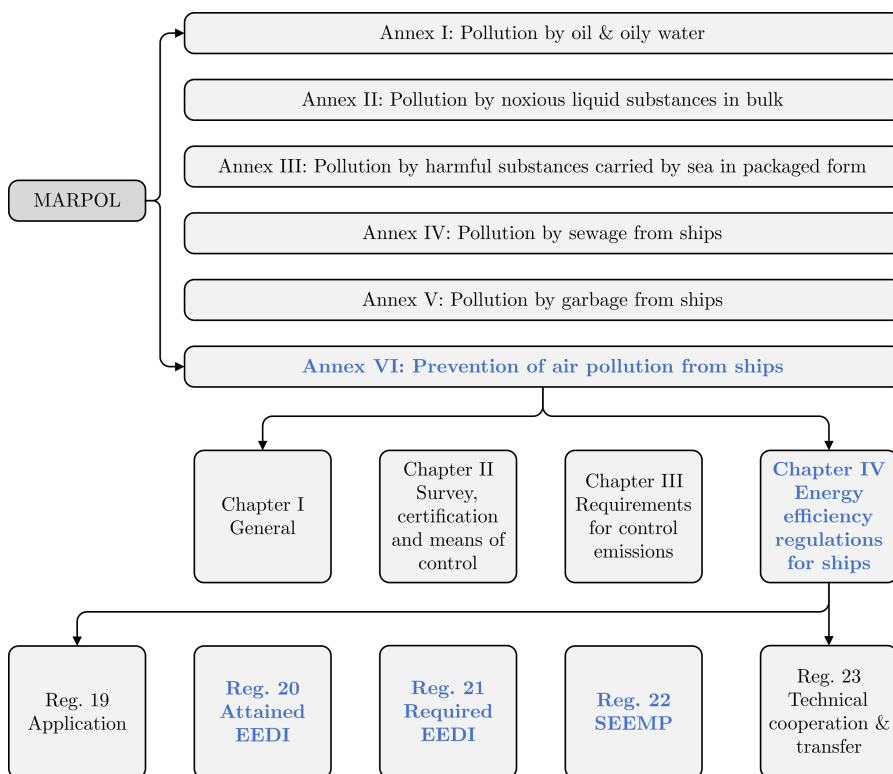 Annex I: Pollution by oil & oily water
Annex II: Pollution by noxious liquid substances in bulk
Annex III: Pollution by harmful substances carried by sea in packaged form
MARPOL
Annex IV: Pollution by sewage from ships
Annex V: Pollution by garbage from ships
Annex VI: Prevention of air pollution from ships
Chapter I
General
Chapter II
Survey,
certification
and means of
control
Chapter III
Requirements
for control
emissions
Chapter IV
Energy
efficiency
regulations
for ships
Reg. 19
Application
Reg. 20
Attained
EEDI
Reg. 21
Required
EEDI
Reg. 22
SEEMP
Reg. 23
Technical
cooperation &
transfer